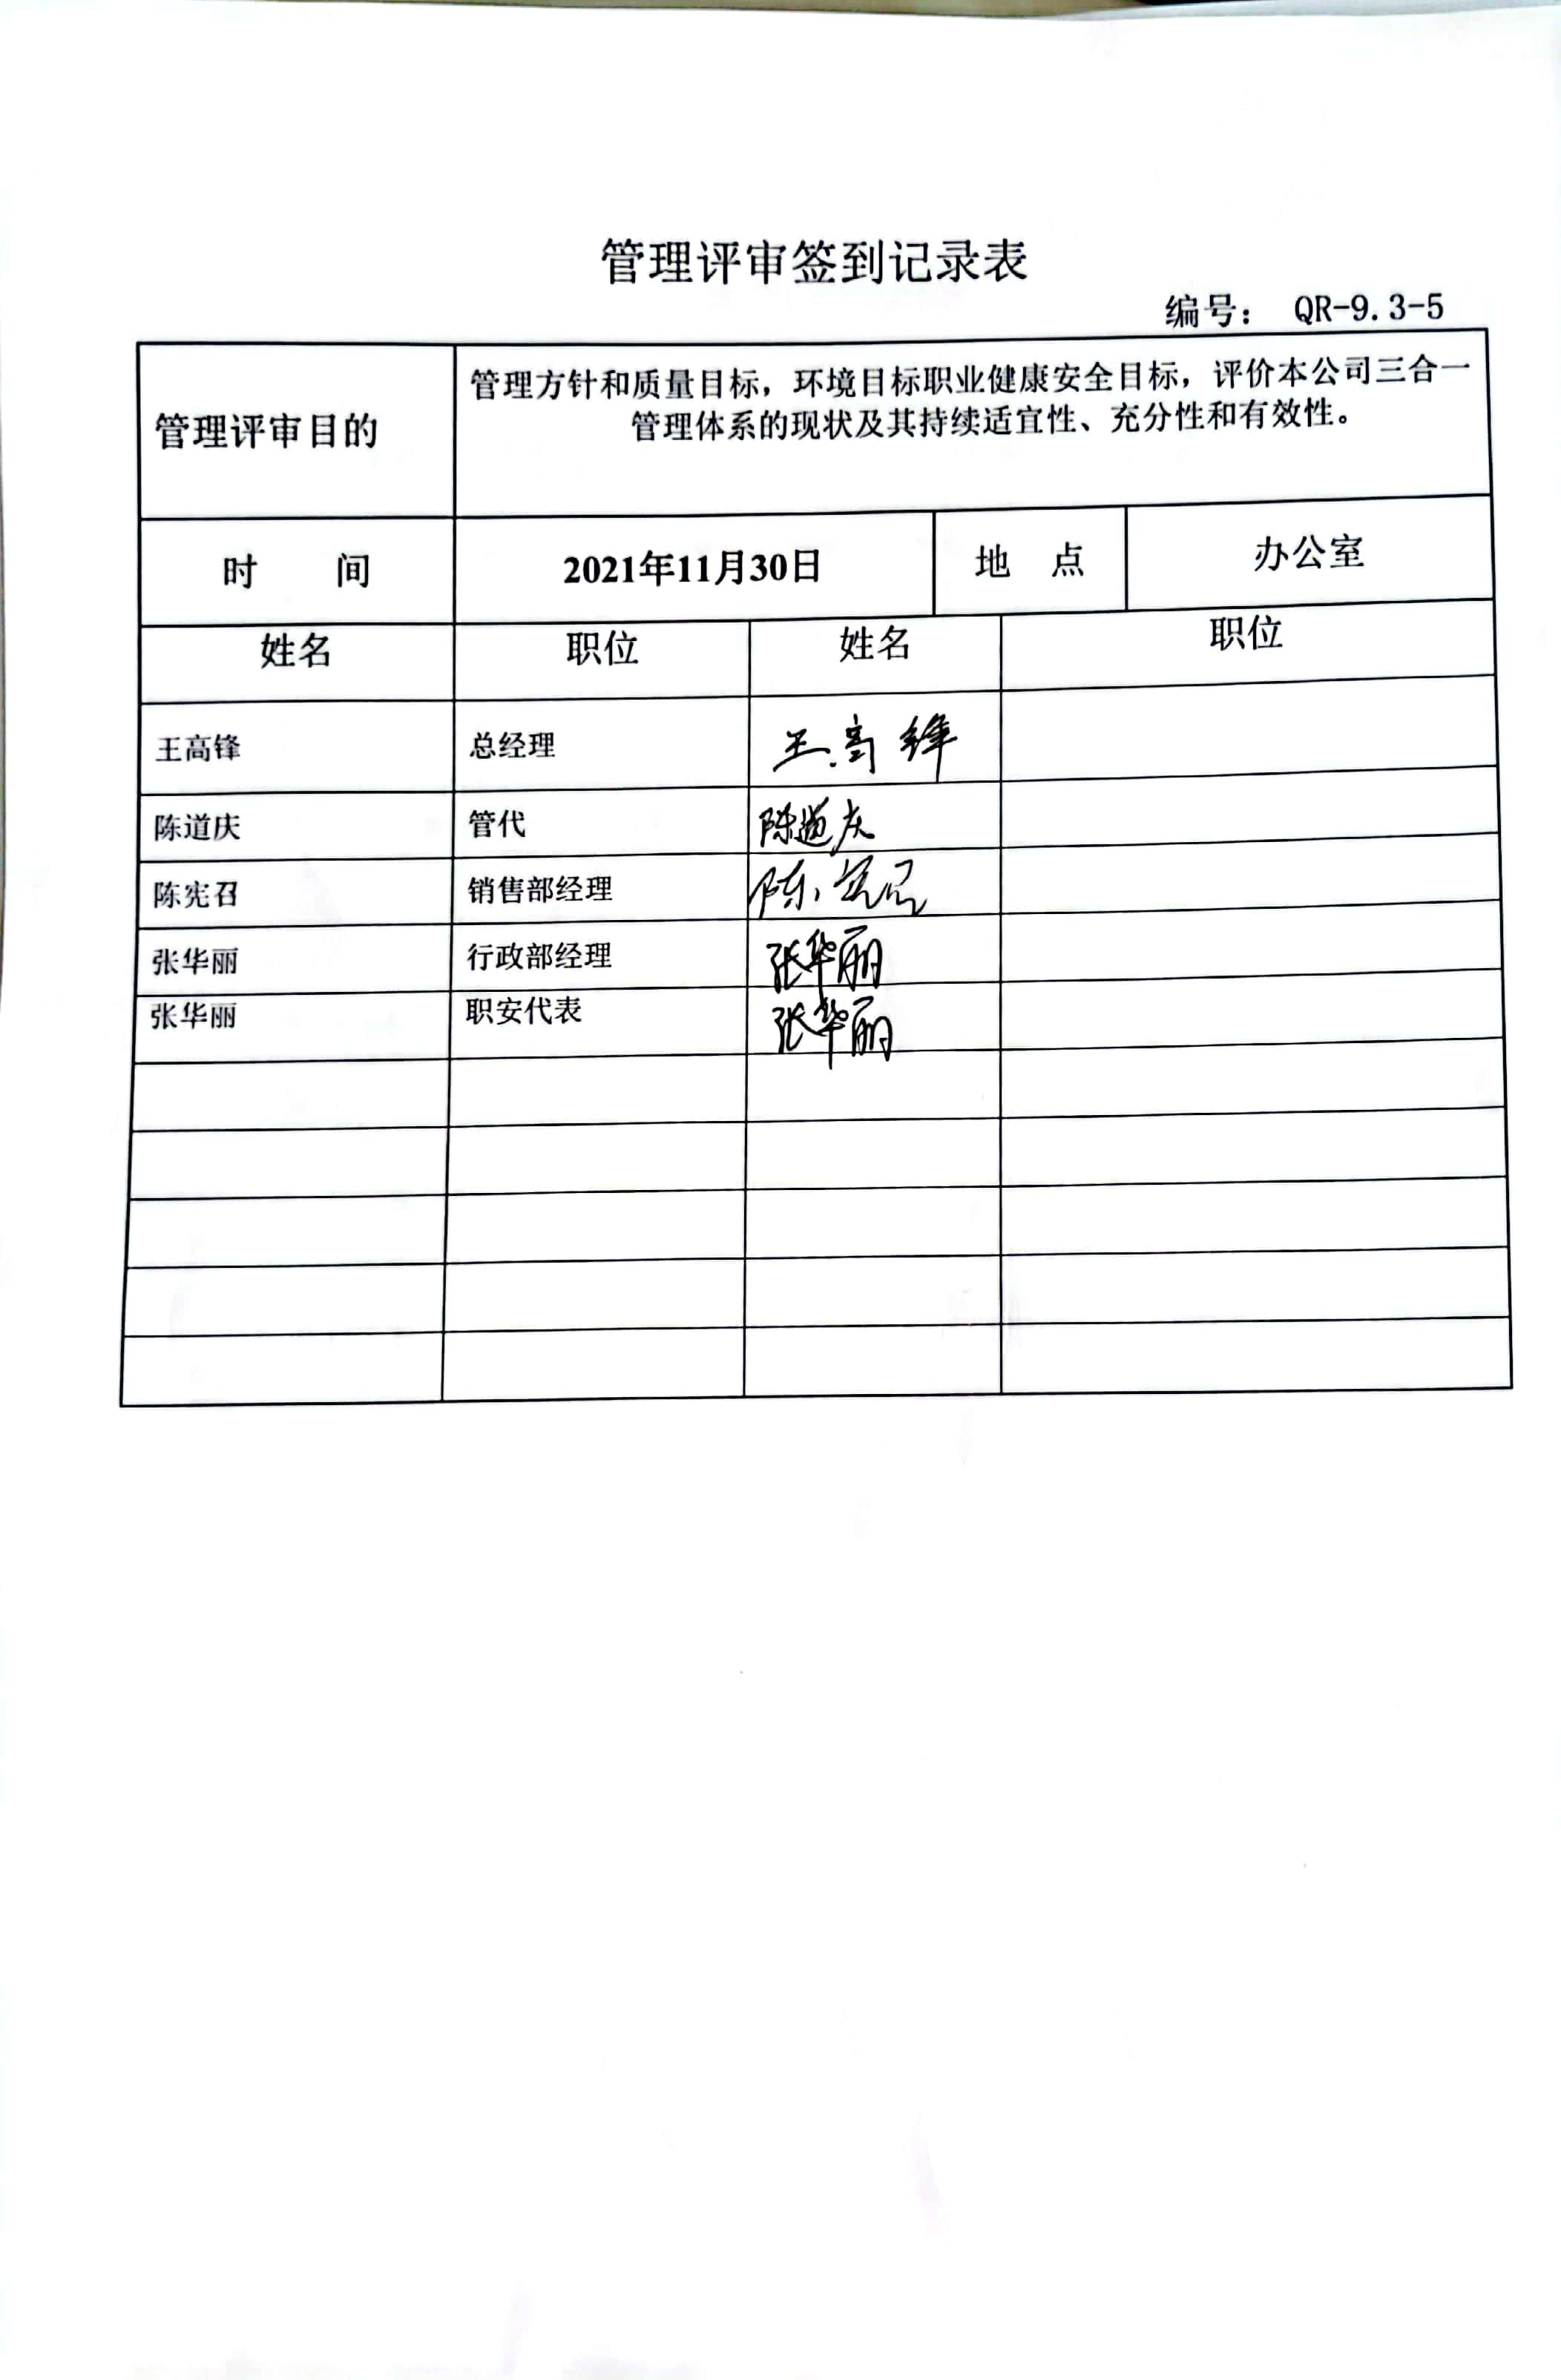 管理评审签到记录表
编号： QR-9.3-5
管理评审目的
管理方针和质量目标，环境目标职业健康安全目标，评价本公司三合一
管理体系的现状及其持续适宜性、充分性和有效性。
时 间 2021年11月30日 地 点 办公室
姓名 职位 姓名 职位
王高锋 总经理 王高锋
陈道庆 管代 陈道庆
陈宪召 销售部经理 陈宪召
张华丽 行政部经理 张华丽
张华丽 职安代表 张华丽